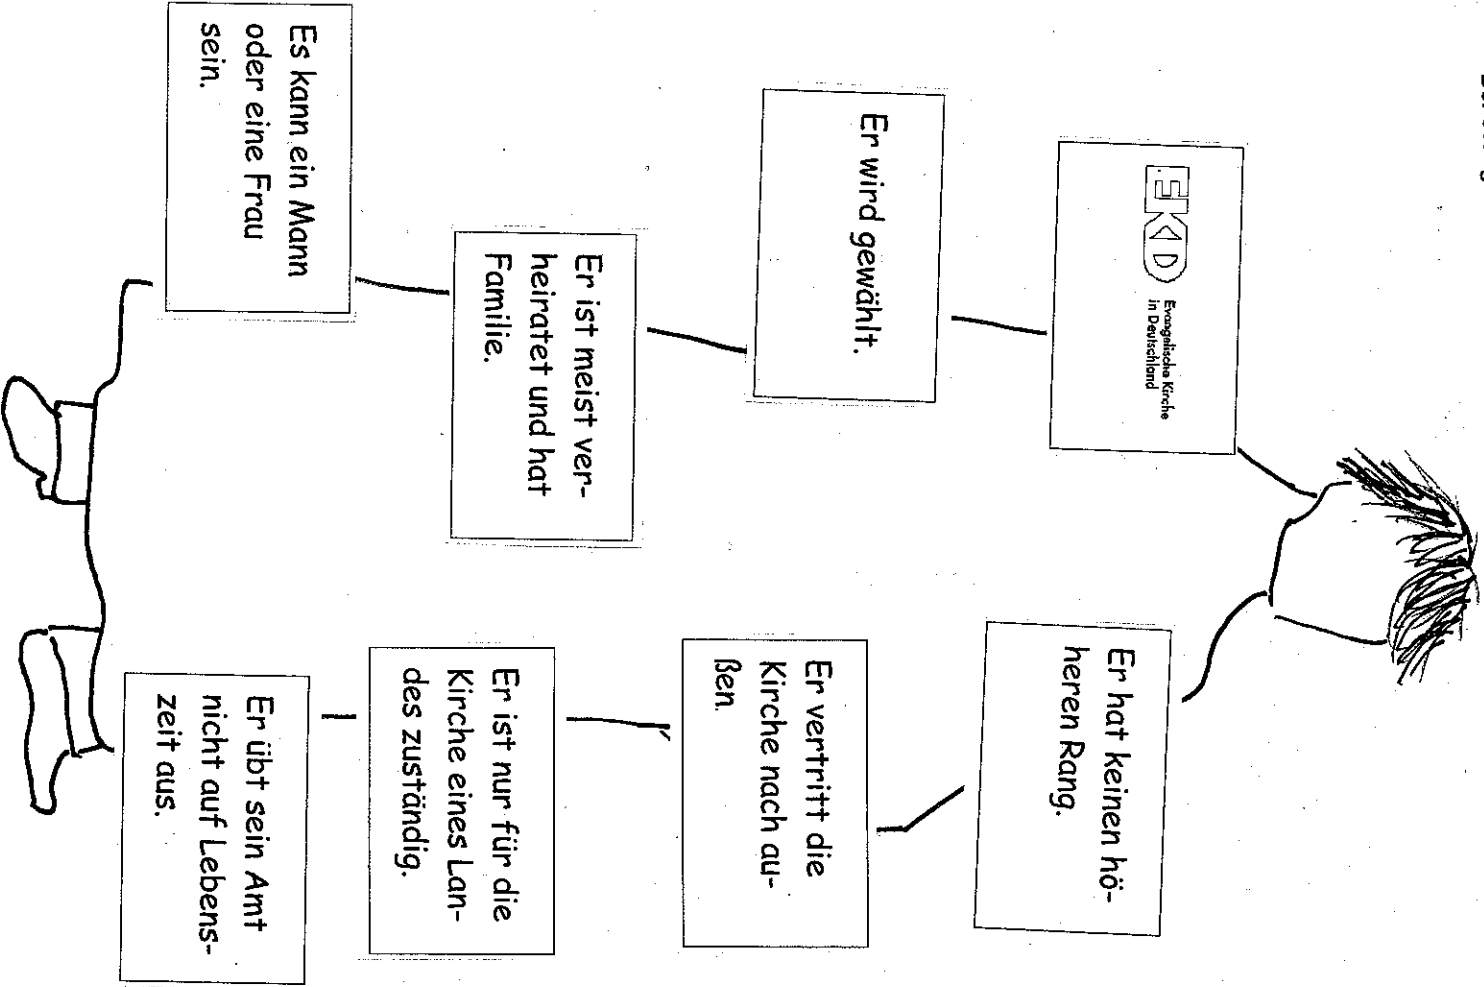 EKD
Evangelische Kirche
in Deutschland
Er wird gewählt.
Er ist meist ver-
heiratet und hat
Familie.
Es kann ein Mann
oder eine Frau
sein.
Er hat keinen hö-
heren Rang.
Er vertritt die
Kirche nach au-
ßen.
Er ist nur für die
Kirche eines Lan-
des zuständig.
Er übt sein Amt
nicht auf Lebens-
zeit aus.